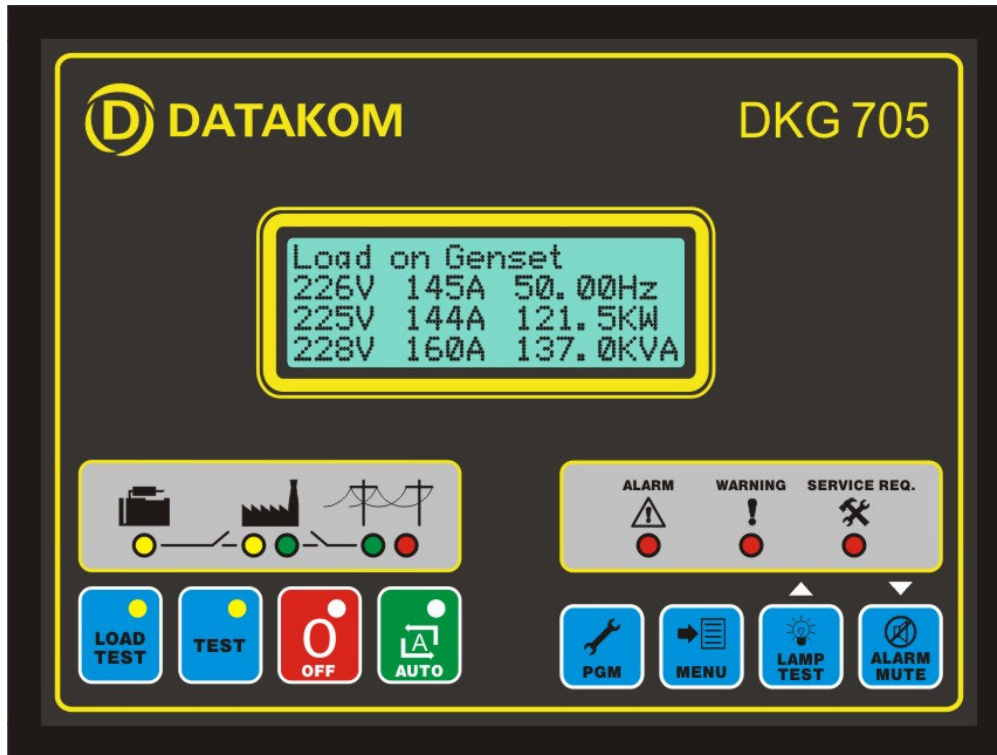 DATAKOM
DKG 705
Load on Genset
226V 145A 50.00Hz
225V 144A 121.5KW
228V 160A 137.0KVA
ALARM WARNING SERVICE REQ.
LOAD TEST
TEST
O
OFF
A
AUTO
PGM
MENU
LAMP TEST
ALARM MUTE